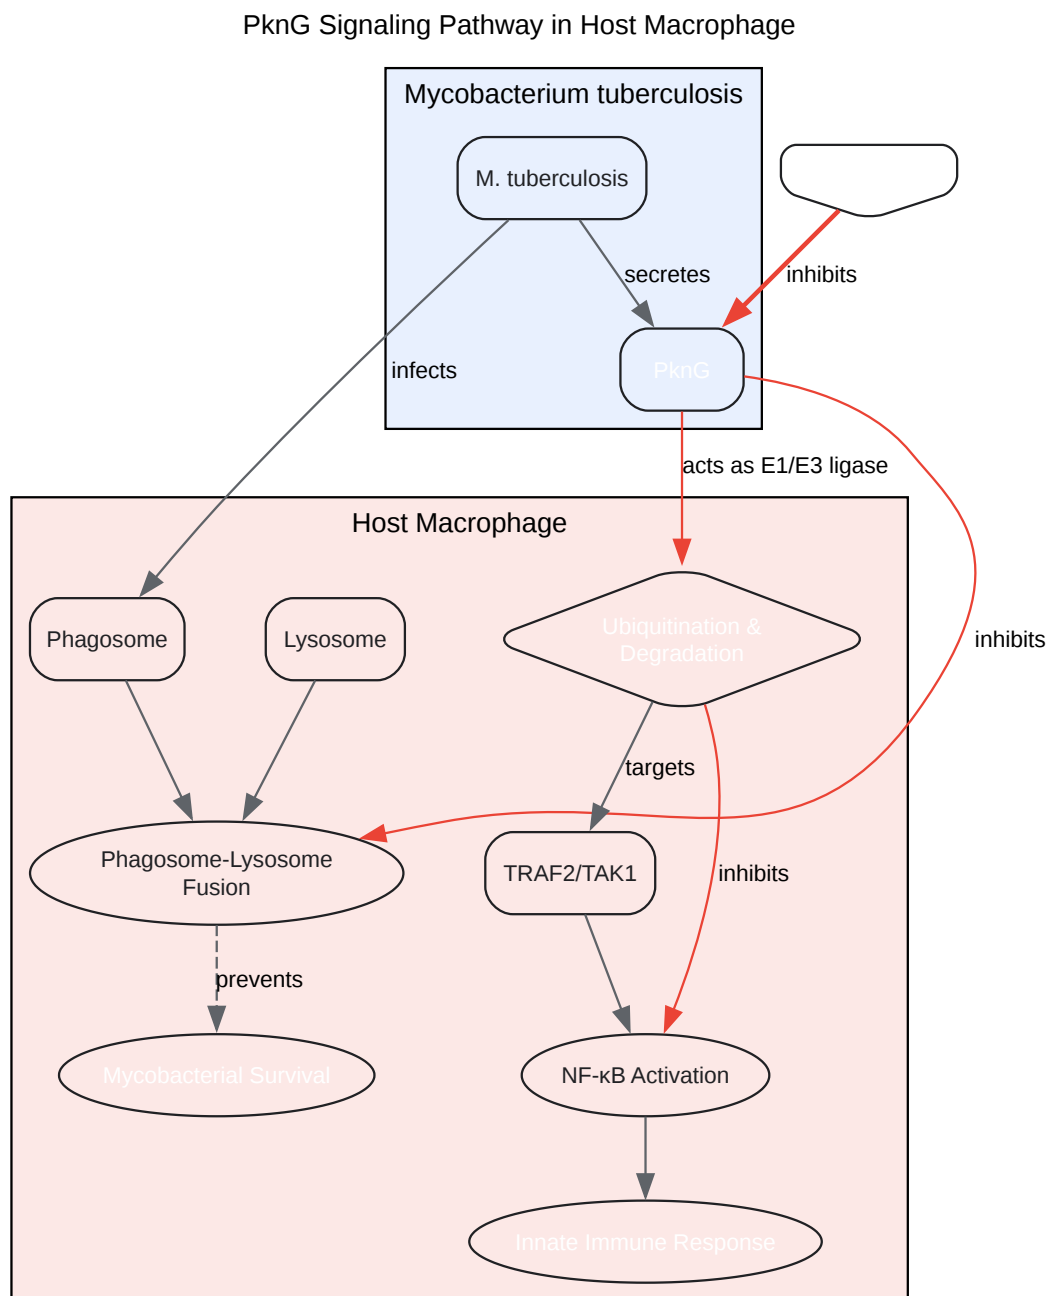 PknG Signaling Pathway in Host Macrophage
Mycobacterium tuberculosis
M. tuberculosis
secretes
inhibits
infects
PknG
acts as E1/E3 ligase
Host Macrophage
Phagosome
Lysosome
Ubiquitination &
Degradation
inhibits
targets
Phagosome-Lysosome
Fusion
TRAF2/TAK1
inhibits
prevents
Mycobacterial Survival
NF-κB Activation
Innate Immune Response